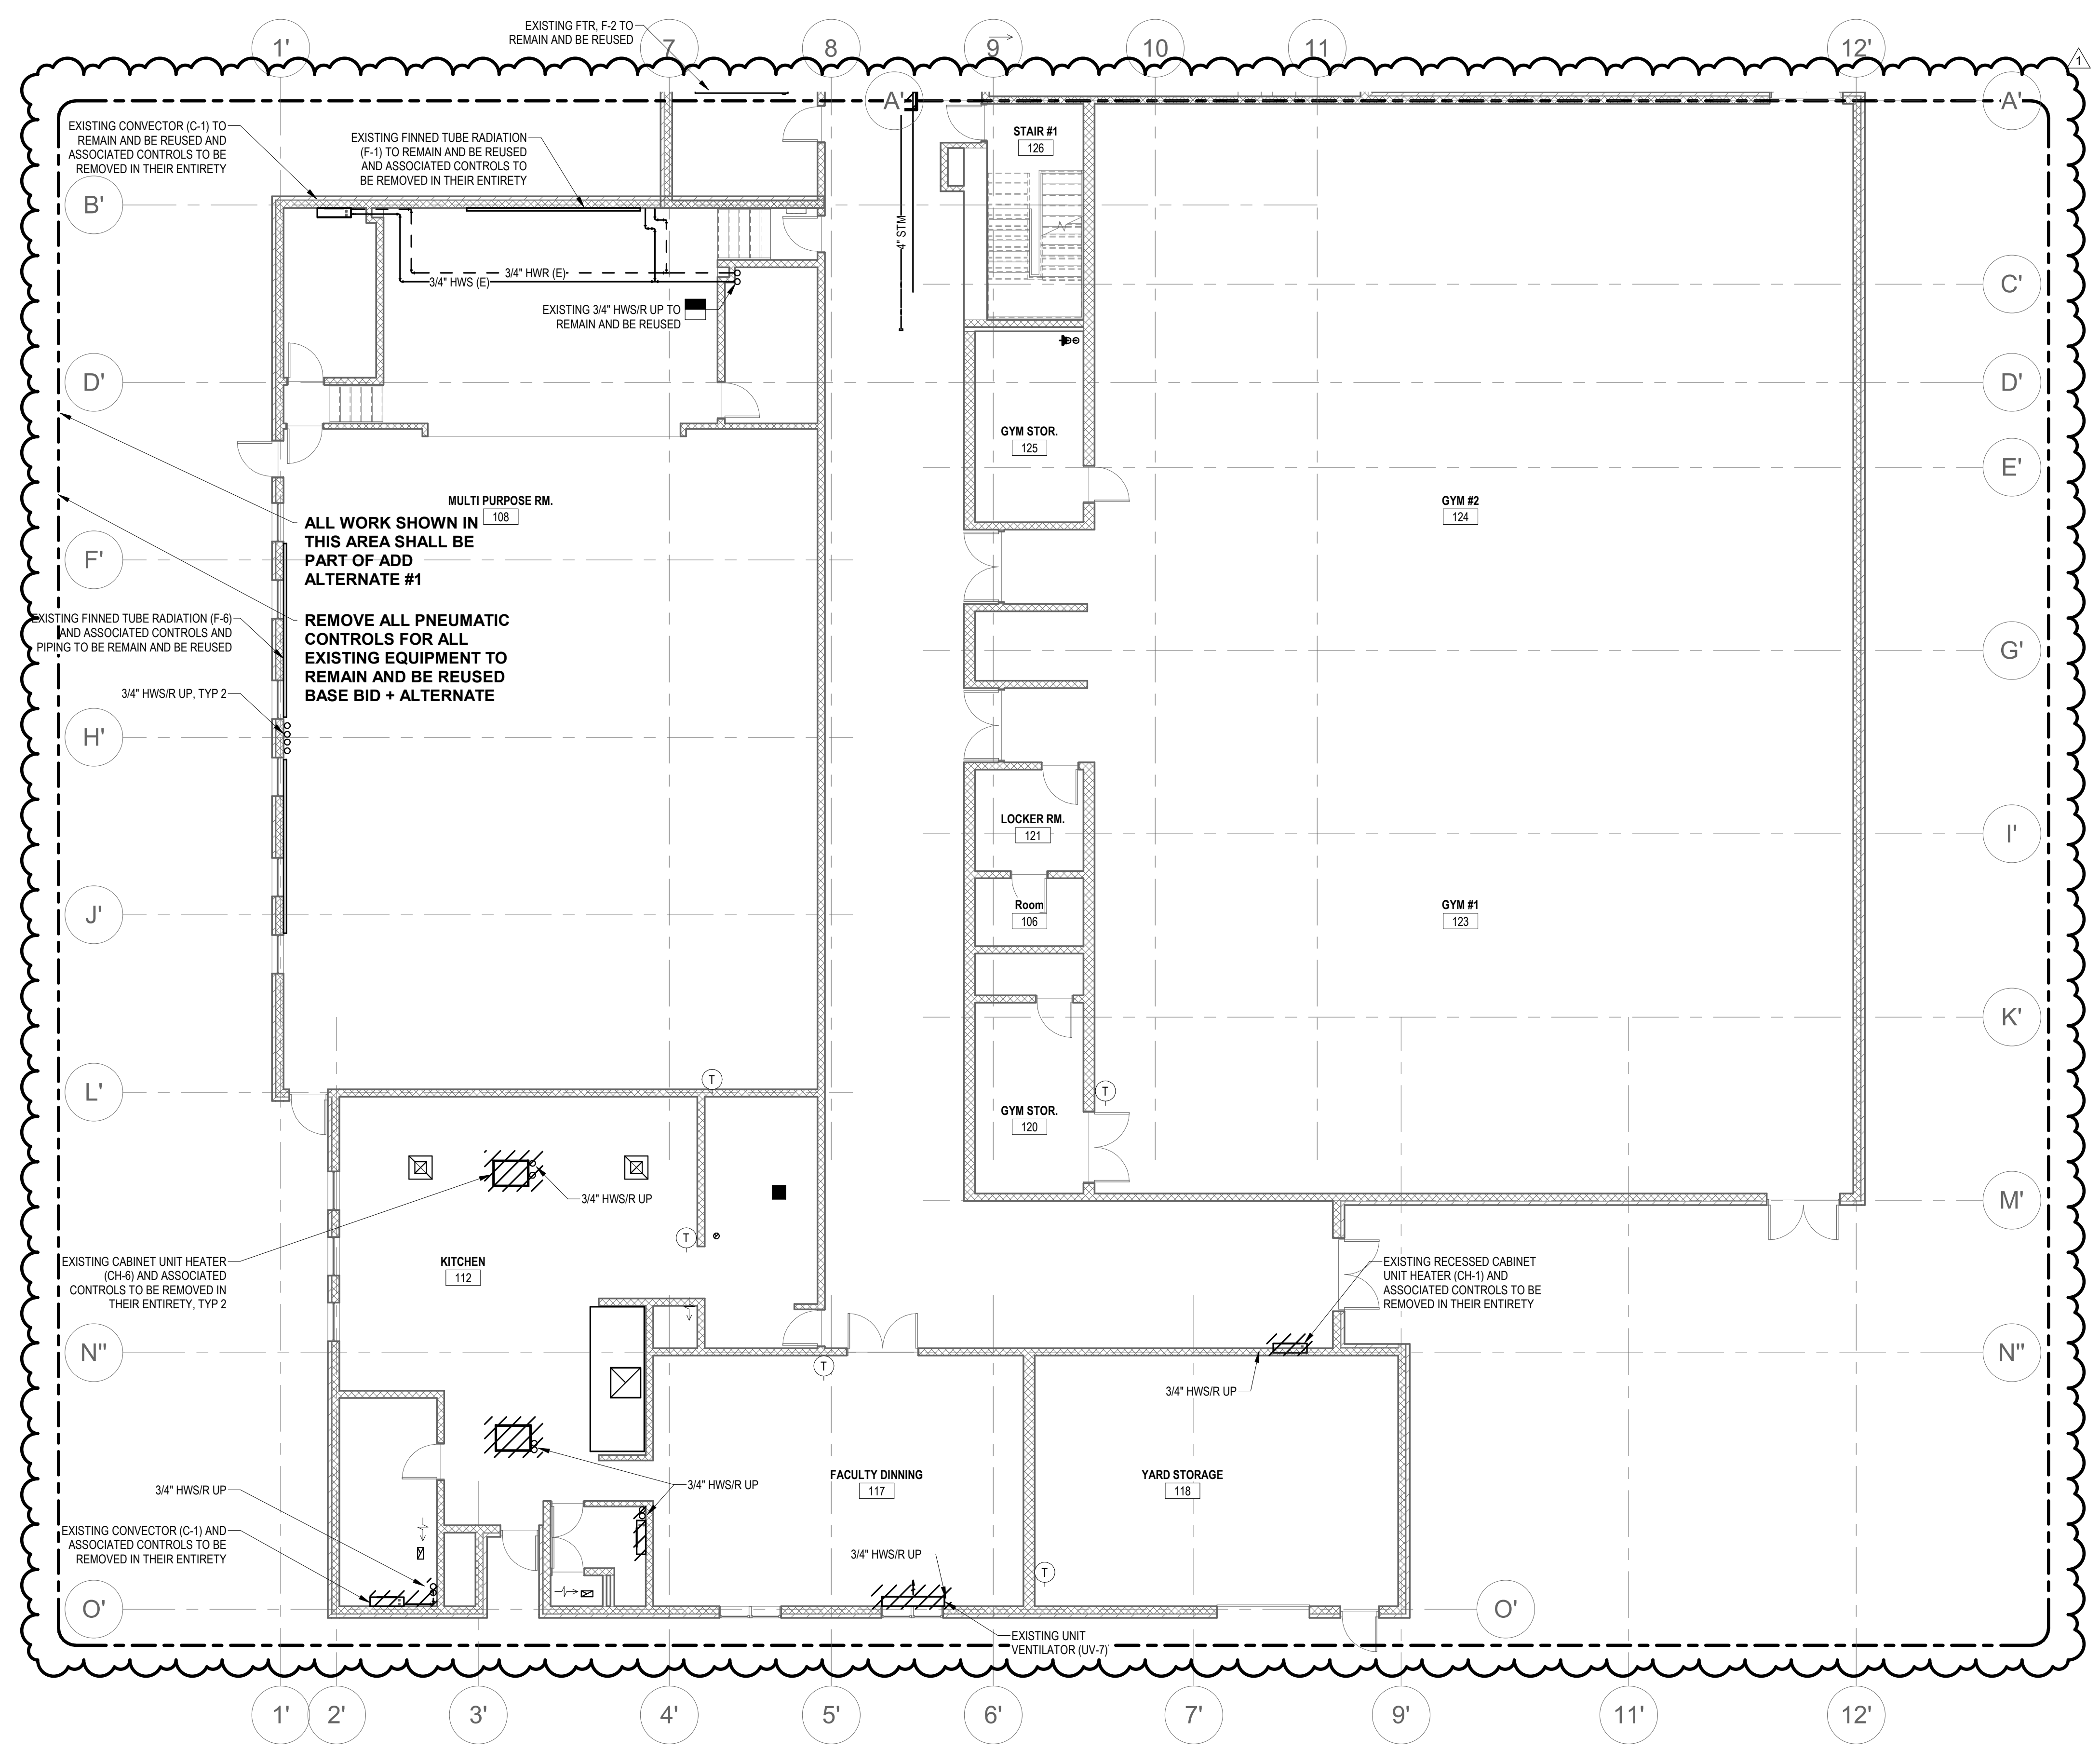 EXISTING FTR, F-2 TO
REMAIN AND BE REUSED
1'
7
8
9
10
11
12'
1
A'
A'
EXISTING CONVECTOR (C-1) TO
REMAIN AND BE REUSED AND
ASSOCIATED CONTROLS TO BE
REMOVED IN THEIR ENTIRETY
EXISTING FINNED TUBE RADIATION
(F-1) TO REMAIN AND BE REUSED
AND ASSOCIATED CONTROLS TO
BE REMOVED IN THEIR ENTIRETY
STAIR #1
126
B'
4" STM
3/4" HWR (E)
3/4" HWS (E)
C'
EXISTING 3/4" HWS/R UP TO
REMAIN AND BE REUSED
D'
D'
GYM STOR.
125
E'
MULTI PURPOSE RM.
108
GYM #2
124
ALL WORK SHOWN IN
THIS AREA SHALL BE
PART OF ADD
ALTERNATE #1
F'
EXISTING FINNED TUBE RADIATION (F-6)
AND ASSOCIATED CONTROLS AND
PIPING TO BE REMAIN AND BE REUSED
REMOVE ALL PNEUMATIC
CONTROLS FOR ALL
EXISTING EQUIPMENT TO
REMAIN AND BE REUSED
BASE BID + ALTERNATE
G'
3/4" HWS/R UP, TYP 2
H'
LOCKER RM.
121
I'
Room
106
GYM #1
123
J'
K'
L'
T
T
GYM STOR.
120
3/4" HWS/R UP
M'
T
EXISTING CABINET UNIT HEATER
(CH-6) AND ASSOCIATED
CONTROLS TO BE REMOVED IN
THEIR ENTIRETY, TYP 2
KITCHEN
112
EXISTING RECESSED CABINET
UNIT HEATER (CH-1) AND
ASSOCIATED CONTROLS TO BE
REMOVED IN THEIR ENTIRETY
N"
N"
T
3/4" HWS/R UP
FACULTY DINNING
117
YARD STORAGE
118
3/4" HWS/R UP
3/4" HWS/R UP
EXISTING CONVECTOR (C-1) AND
ASSOCIATED CONTROLS TO BE
REMOVED IN THEIR ENTIRETY
3/4" HWS/R UP
T
O'
O'
EXISTING UNIT
VENTILATOR (UV-7)
1'
2'
3'
4'
5'
6'
7'
9'
11'
12'